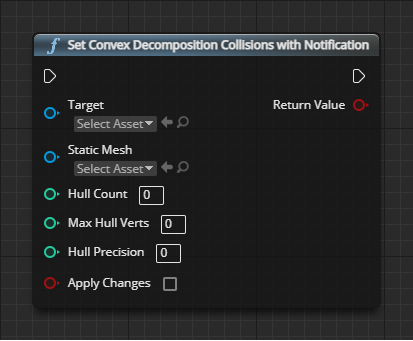 f Set Convex Decomposition Collisions with Notification
Target
Return Value
Select Asset
Static Mesh
Select Asset
Hull Count 0
Max Hull Verts 0
Hull Precision 0
Apply Changes